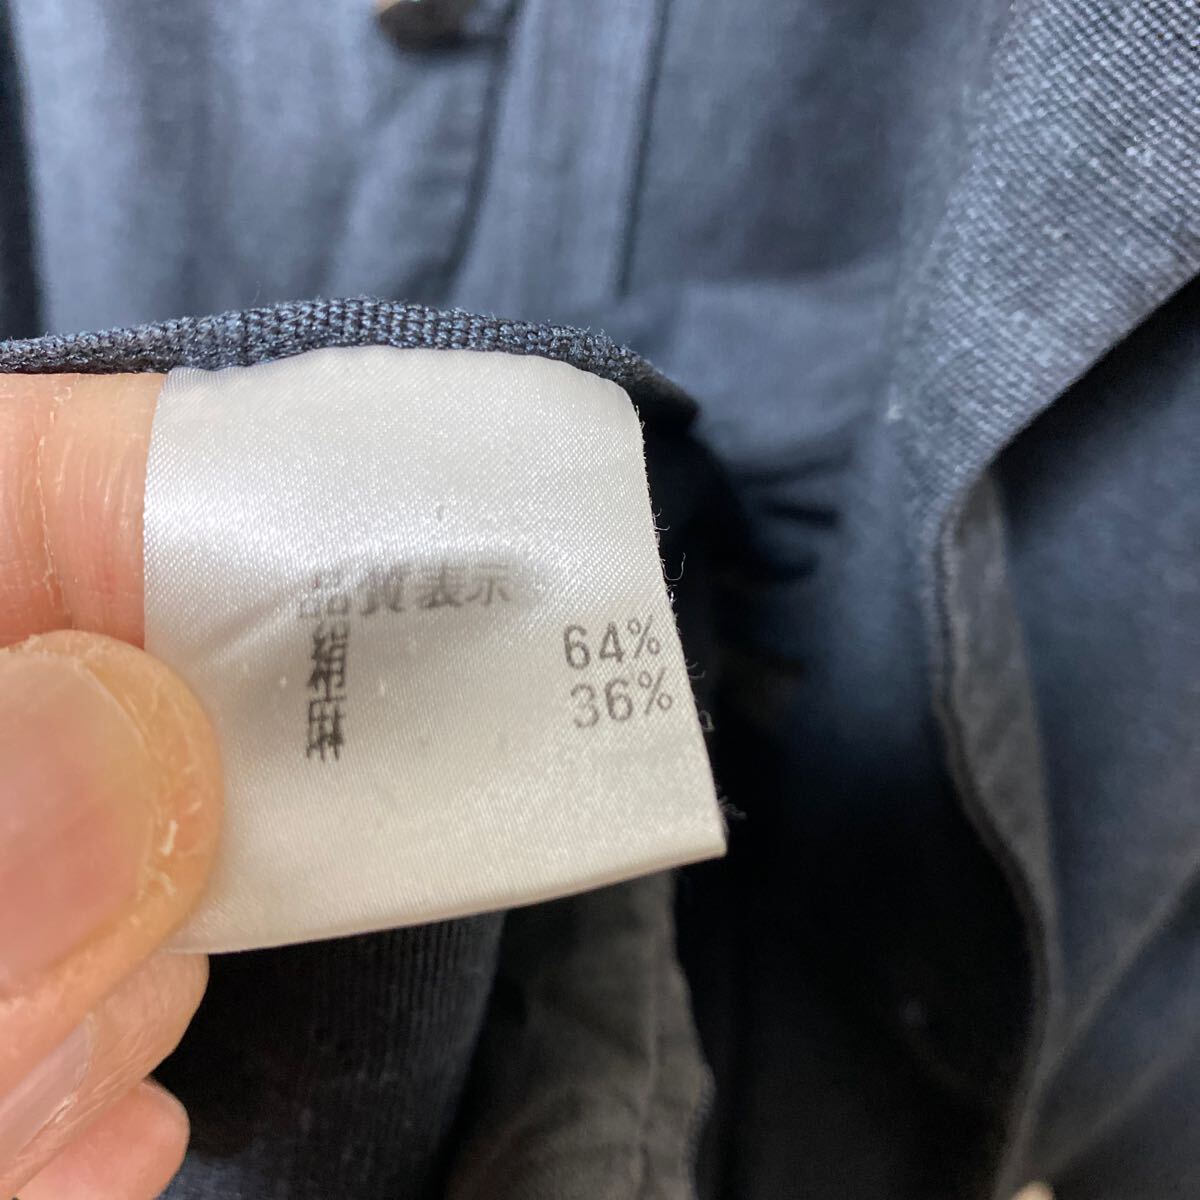 品質表示
綿 64%
麻 36%